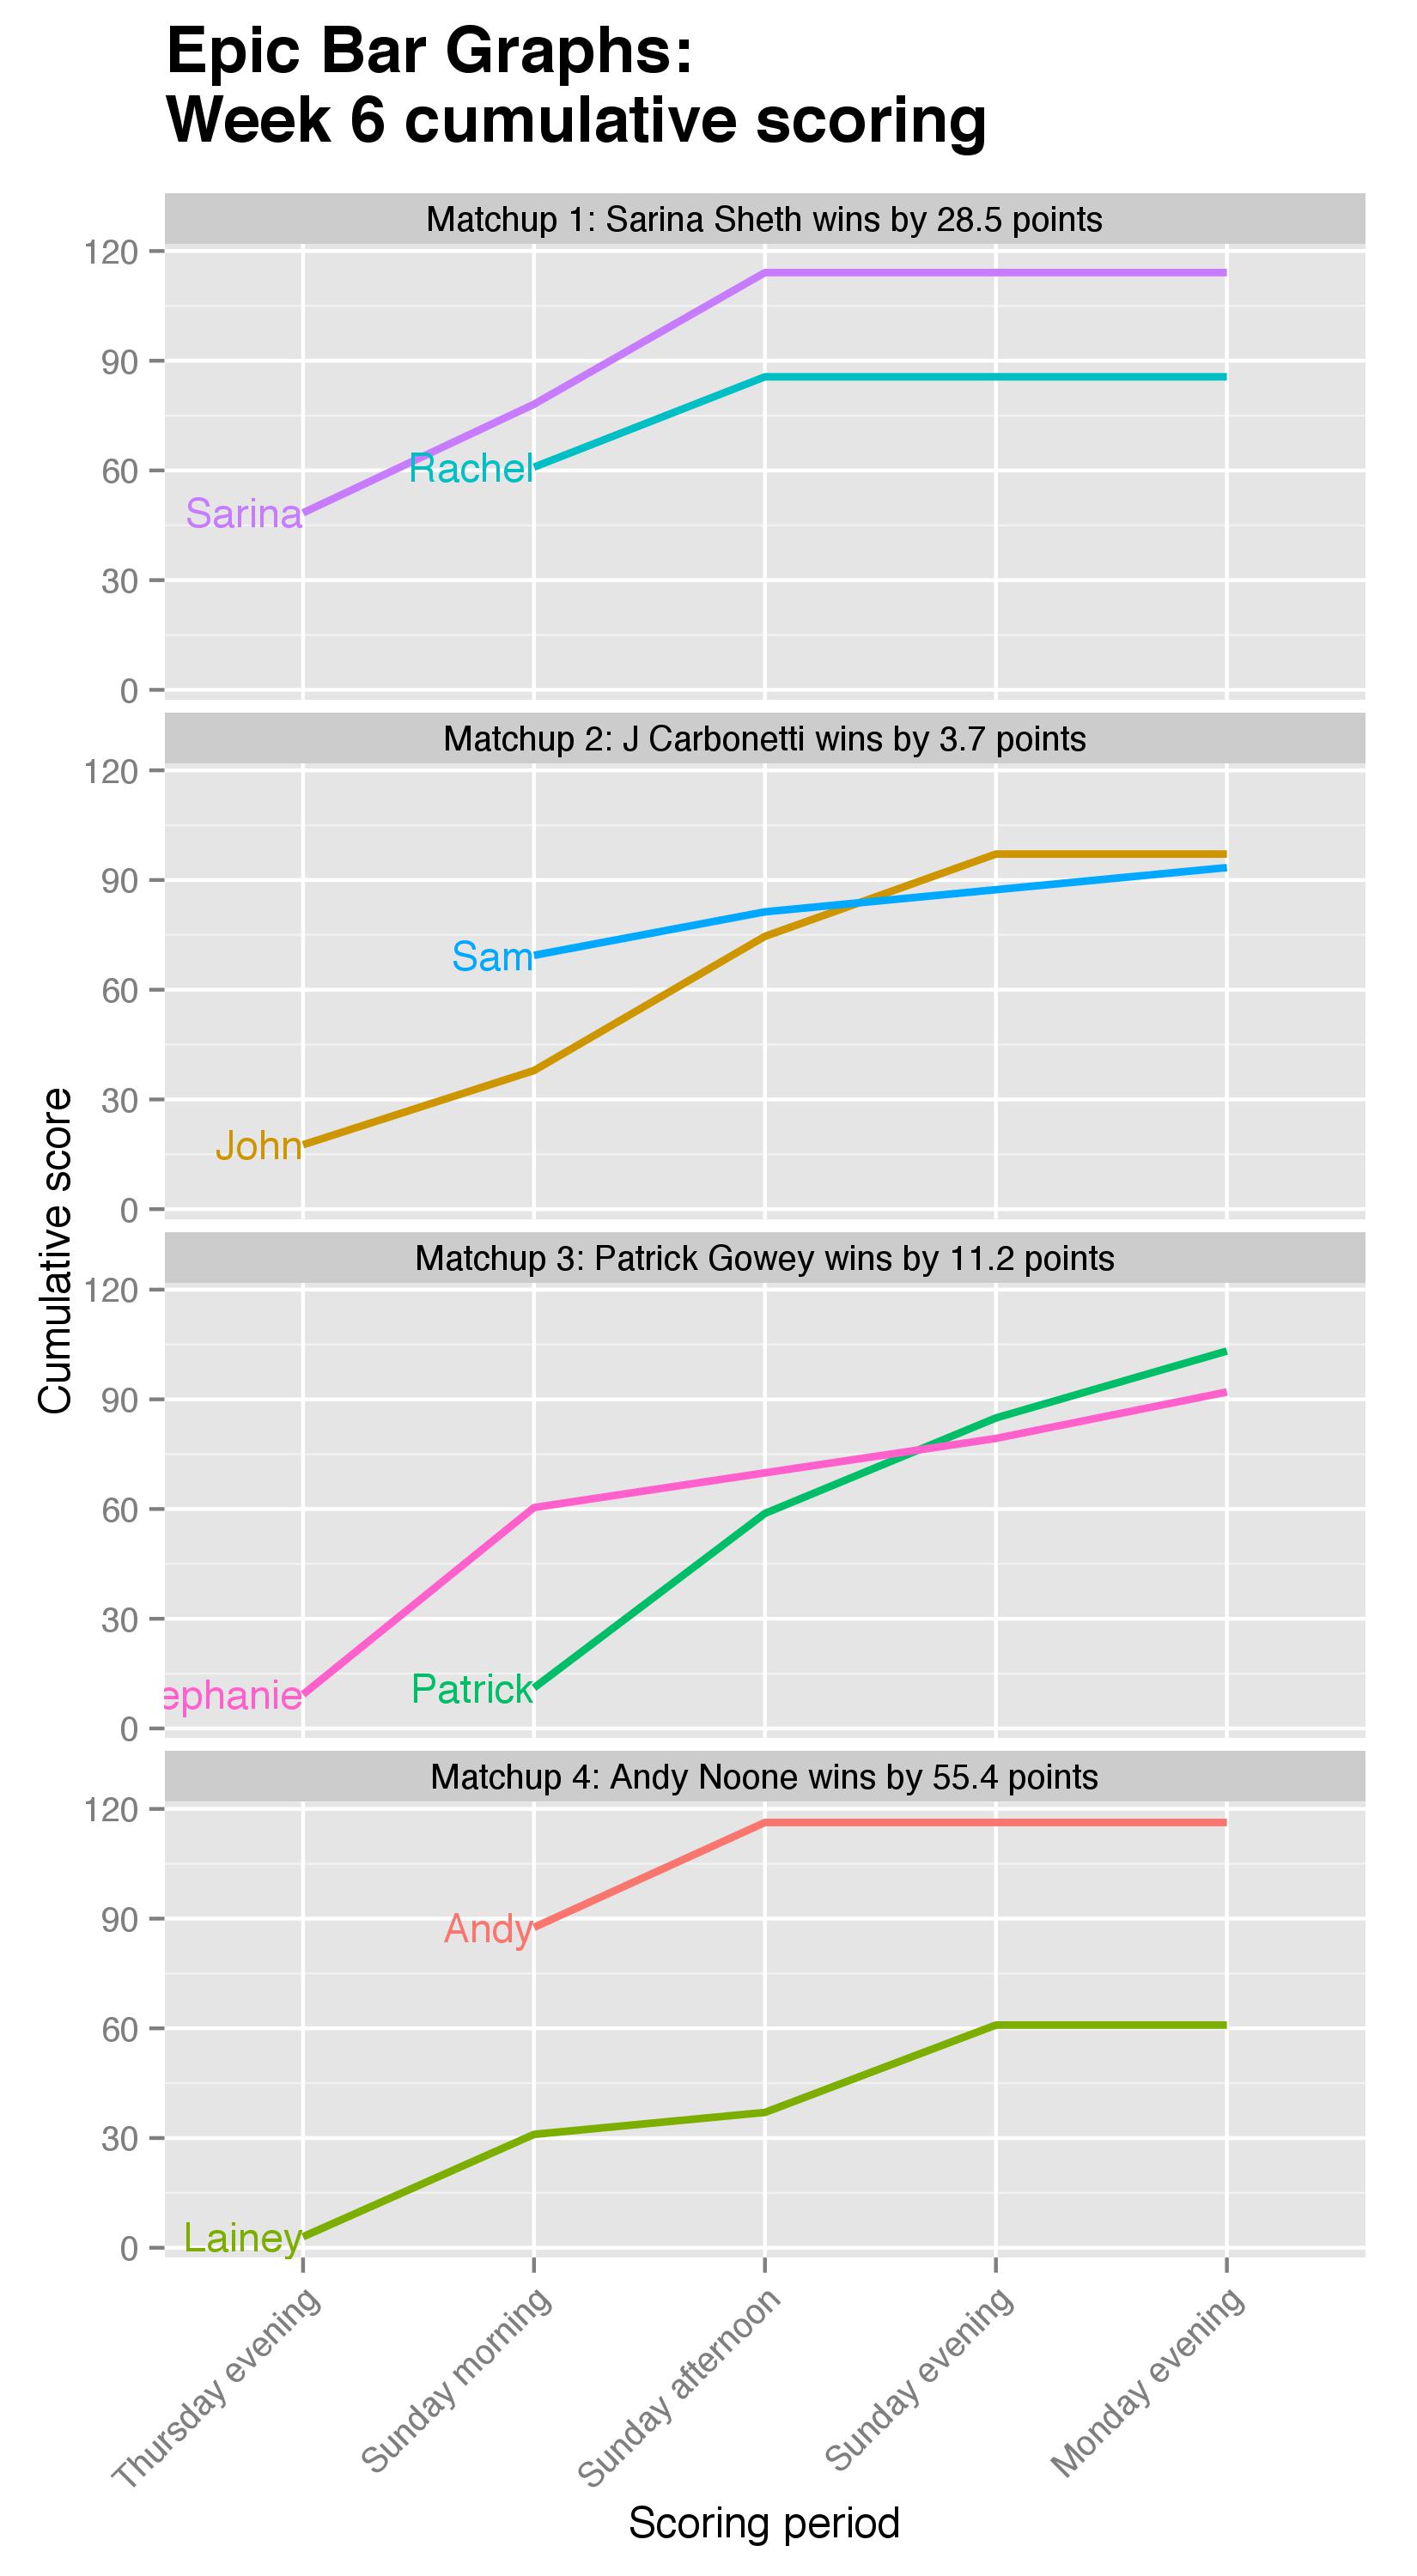 Epic Bar Graphs:
Week 6 cumulative scoring
Matchup 1: Sarina Sheth wins by 28.5 points
120
90
60
30
0
Sarina
Rachel
Matchup 2: J Carbonetti wins by 3.7 points
120
90
60
30
0
Sam
John
Matchup 3: Patrick Gowey wins by 11.2 points
120
90
60
30
0
ephanie
Patrick
Matchup 4: Andy Noone wins by 55.4 points
120
90
60
30
0
Andy
Lainey
Cumulative score
Thursday evening
Sunday morning
Sunday afternoon
Sunday evening
Monday evening
Scoring period